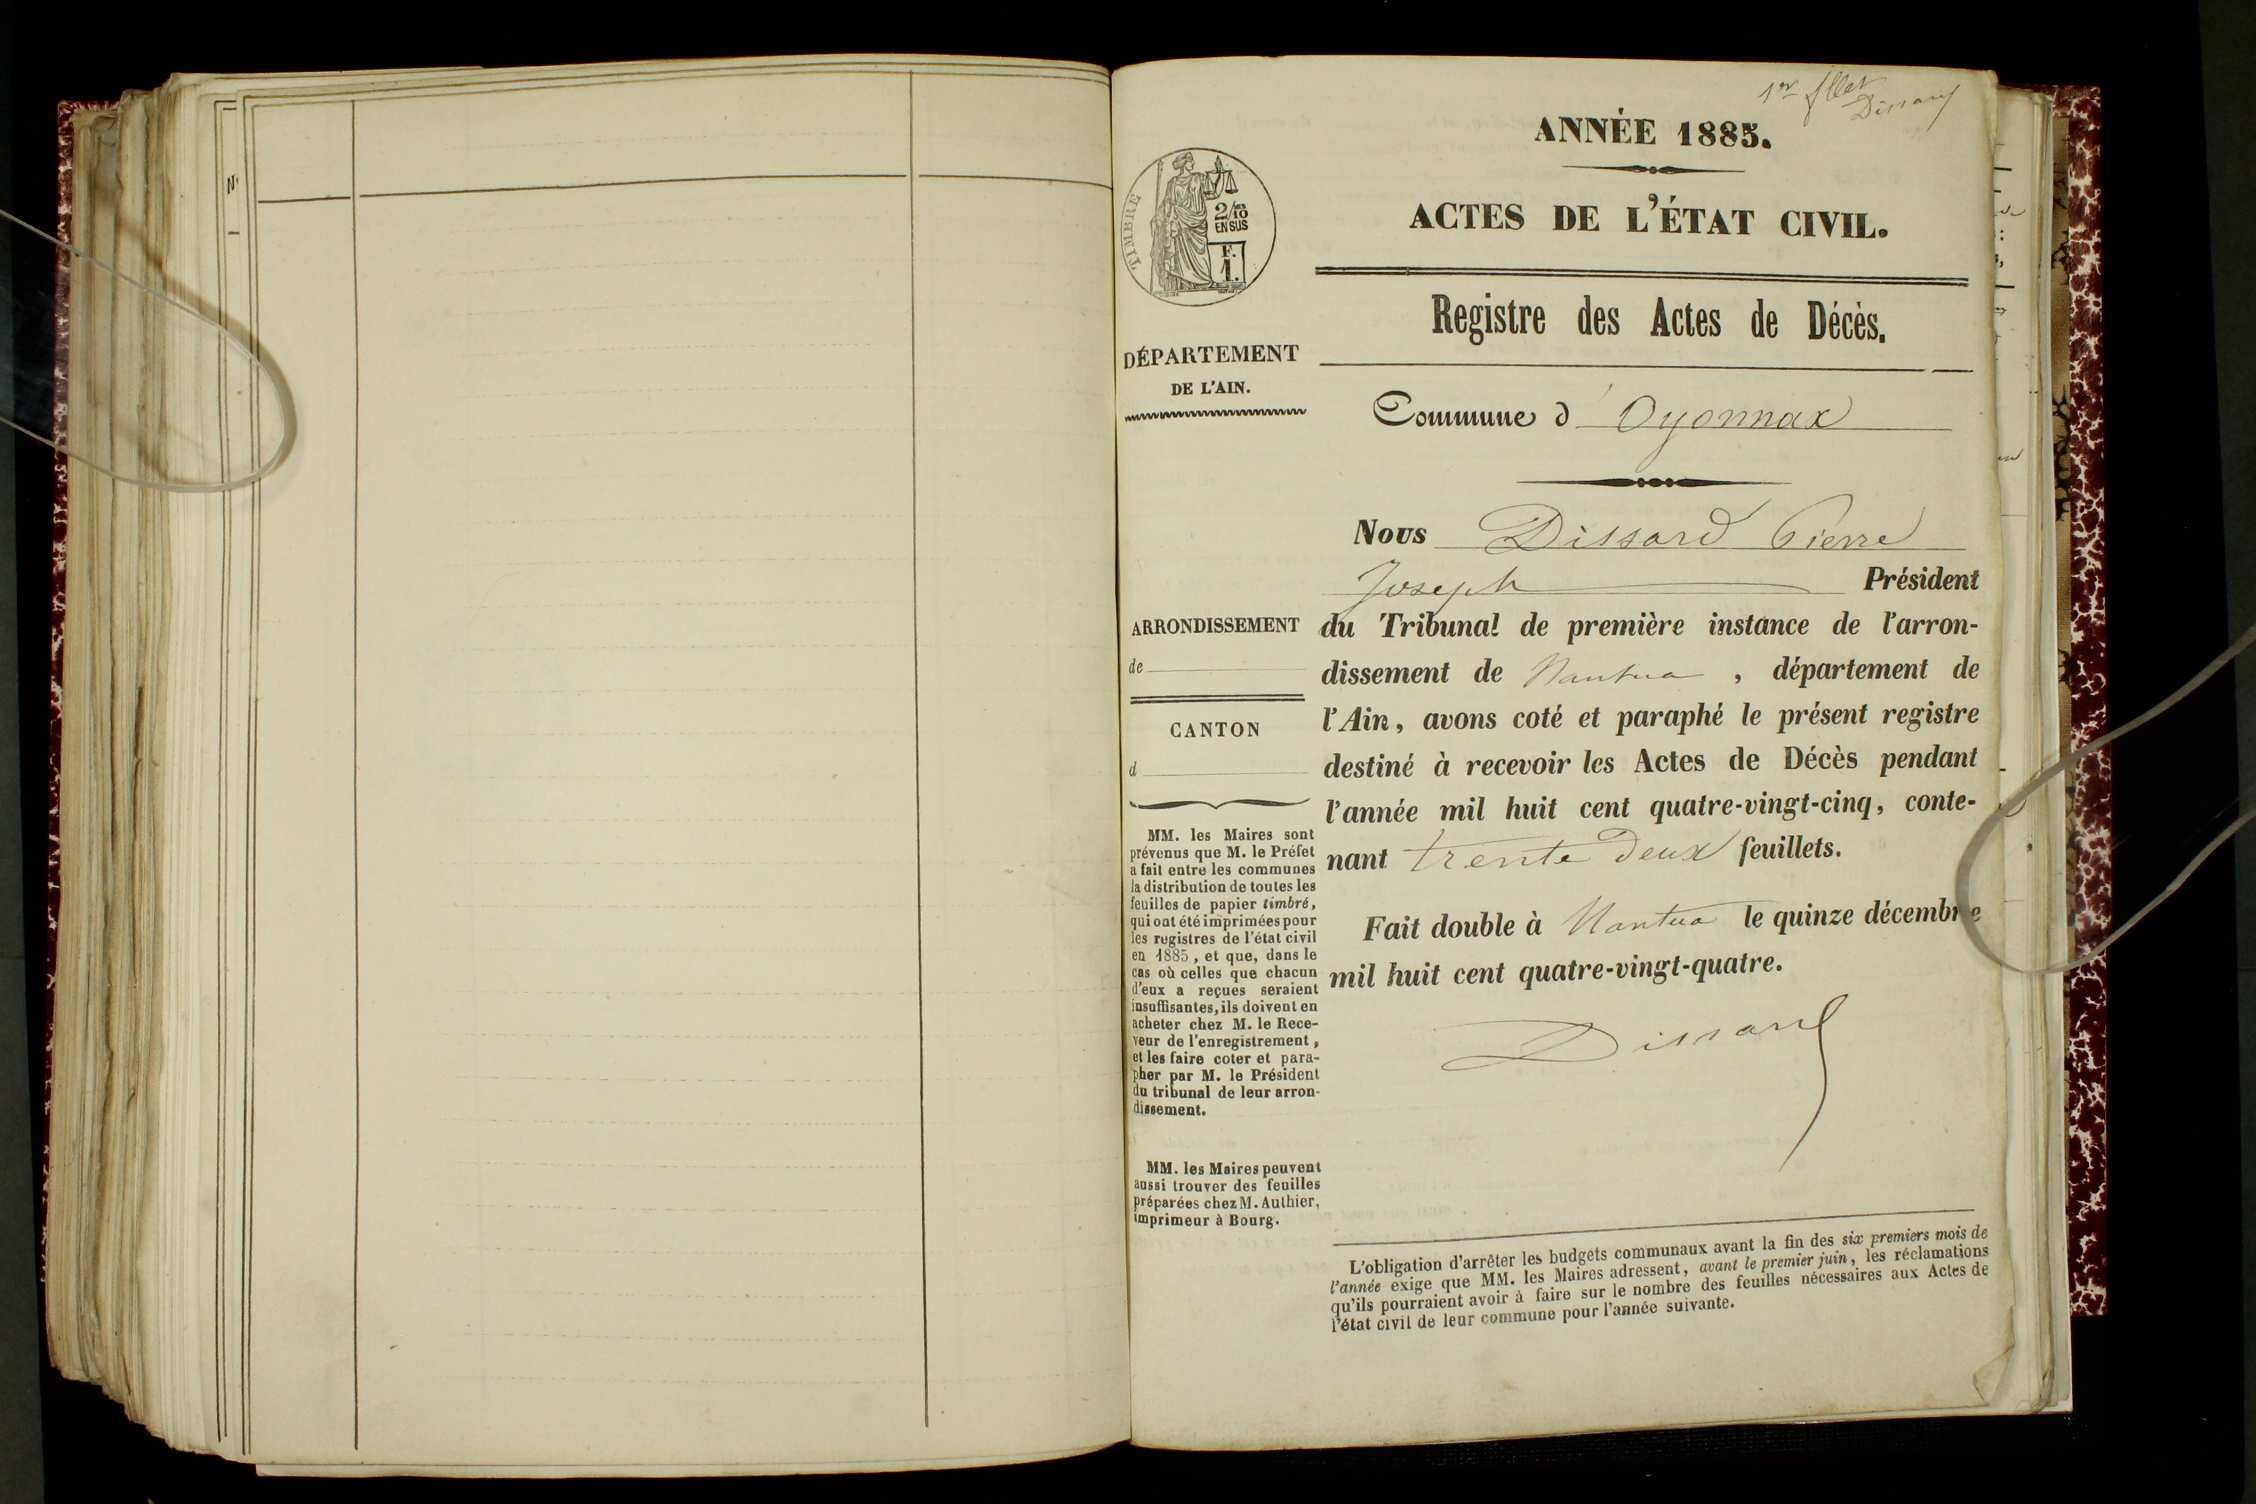 N°
1er fllet
Dissard
ANNÉE 1885.
ACTES DE L'ÉTAT CIVIL.
Registre des Actes de Décès.
Commune d'Oyonnax
TIMBRE
2/10 MES
EN SUS
F.
1.
DÉPARTEMENT
DE L'AIN.
ARRONDISSEMENT
de
CANTON
d
MM. les Maires sont
prévenus que M. le Préfet
a fait entre les communes
la distribution de toutes les
feuilles de papier timbré,
qui ont été imprimées pour
les registres de l'état civil
en 1885, et que, dans le
cas où celles que chacun
d'eux a reçues seraient
insuffisantes, ils doivent en
acheter chez M. le Rece-
veur de l'enregistrement,
et les faire coter et para-
pher par M. le Président
du tribunal de leur arron-
dissement.
MM. les Maires peuvent
aussi trouver des feuilles
préparées chez M. Authier,
imprimeur à Bourg.
Nous Dissard Pierre
Joseph Président
du Tribunal de première instance de l'arron-
dissement de Nantua, département de
l'Ain, avons coté et paraphé le présent registre
destiné à recevoir les Actes de Décès pendant
l'année mil huit cent quatre-vingt-cinq, conte-
nant trente deux feuillets.
Fait double à Nantua le quinze décembre
mil huit cent quatre-vingt-quatre.
Dissard
L'obligation d'arrêter les budgets communaux avant la fin des six premiers mois de
l'année exige que MM. les Maires adressent, avant le premier juin, les réclamations
qu'ils pourraient avoir à faire sur le nombre des feuilles nécessaires aux Actes de
l'état civil de leur commune pour l'année suivante.